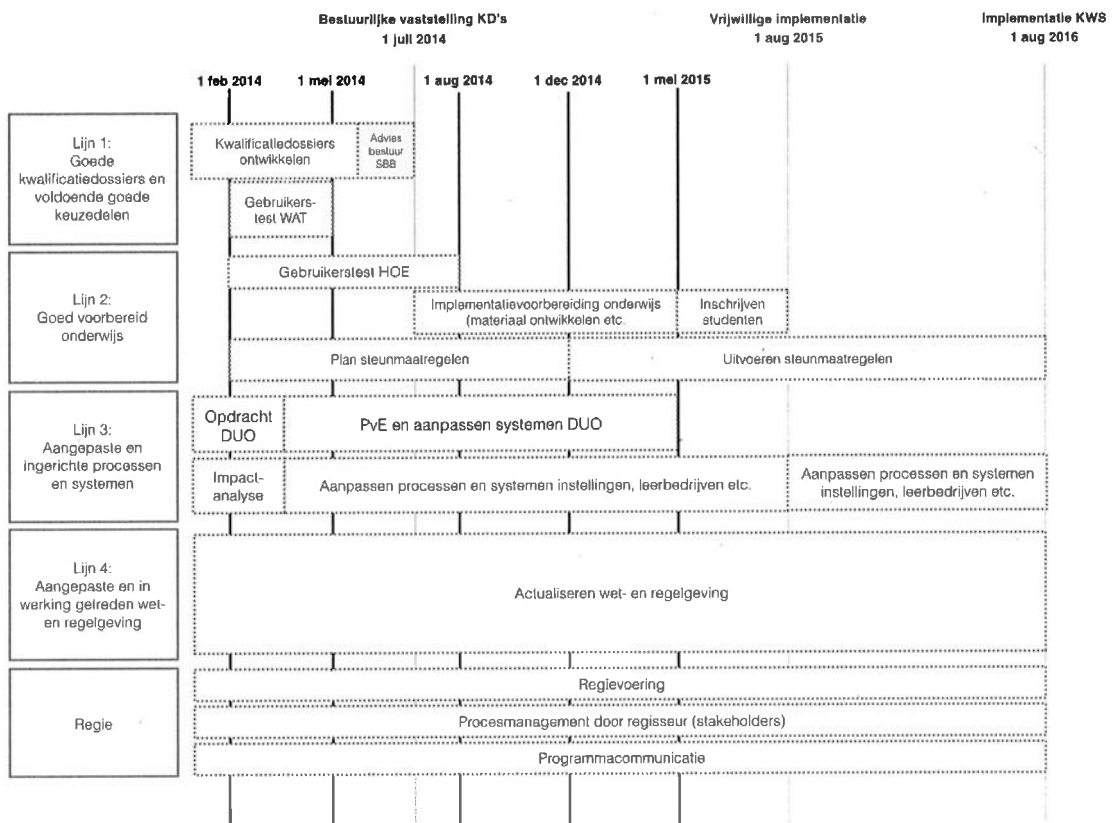 Bestuurlijke vaststelling KD's
1 juli 2014
Vrijwillige implementatie
1 aug 2015
Implementatie KWS
1 aug 2016
1 feb 2014
1 mei 2014
1 aug 2014
1 dec 2014
1 mei 2015
Lijn 1:
Goede
kwalificatiedossiers en
voldoende goede
keuzedelen
Kwalificatiedossiers
ontwikkelen
Advies
bestuur
SBB
Gebruikers-
test WAT
Lijn 2:
Goed voorbereid
onderwijs
Gebruikerstest HOE
Implementatievoorbereiding onderwijs
(materiaal ontwikkelen etc.
Inschrijven
studenten
Plan steunmaatregelen
Uitvoeren steunmaatregelen
Lijn 3:
Aangepaste en
ingerichte processen
en systemen
Opdracht
DUO
PvE en aanpassen systemen DUO
Impact-
analyse
Aanpassen processen en systemen instellingen, leerbedrijven etc.
Aanpassen processen en systemen
instellingen, leerbedrijven etc.
Lijn 4:
Aangepaste en in
werking getreden wet-
en regelgeving
Actualiseren wet- en regelgeving
Regie
Regievoering
Procesmanagement door regisseur (stakeholders)
Programmacommunicatie